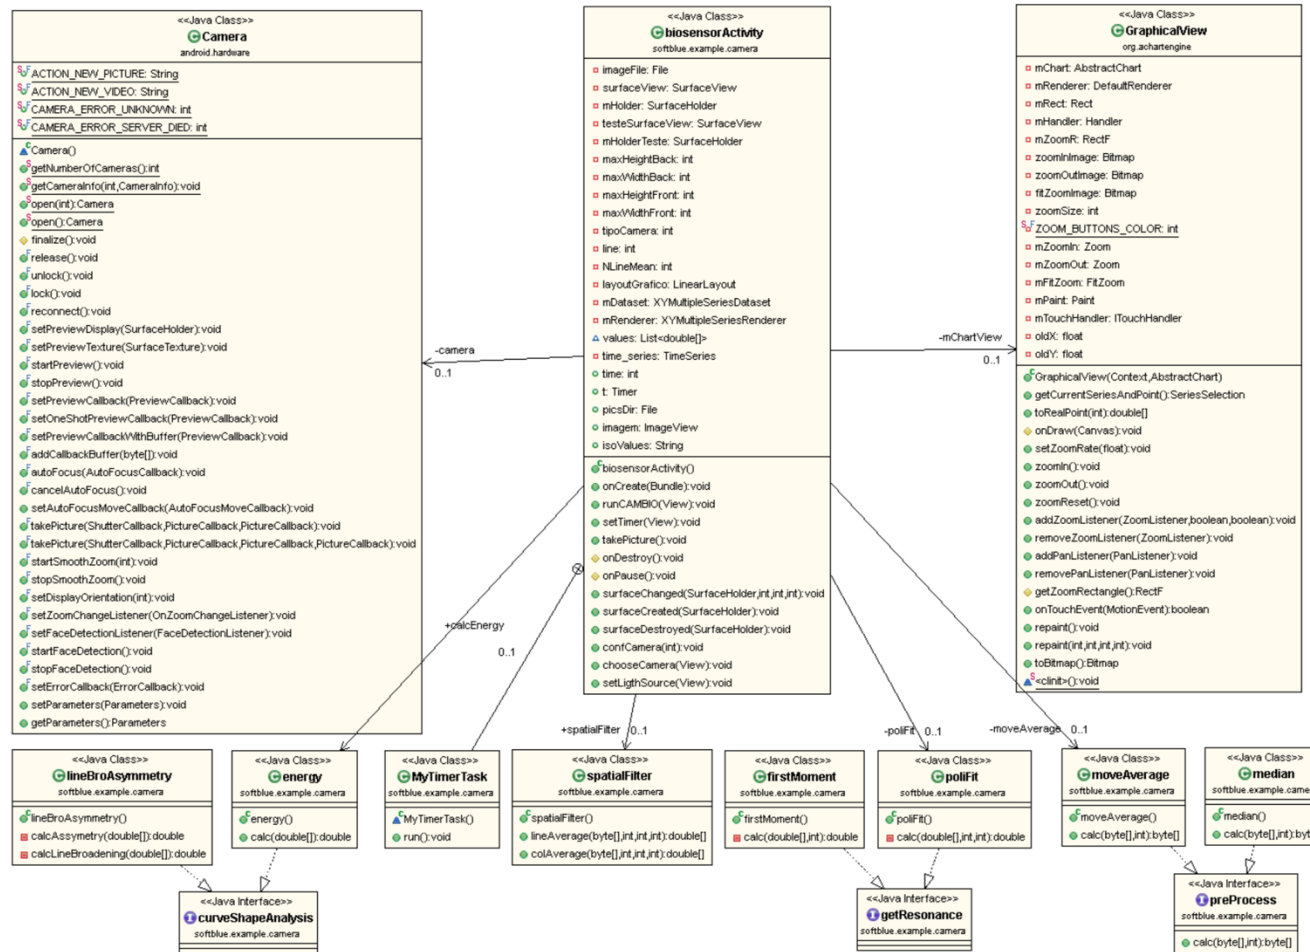 <<Java Class>>
Camera
android.hardware
ACTION_NEW_PICTURE: String
ACTION_NEW_VIDEO: String
CAMERA_ERROR_UNKNOWN: int
CAMERA_ERROR_SERVER_DIED: int
Camera()
getNumberOfCameras():int
getCameraInfo(int,CameraInfo):void
open(int):Camera
open():Camera
finalize():void
release():void
unlock():void
lock():void
reconnect():void
setPreviewDisplay(SurfaceHolder):void
setPreviewTexture(SurfaceTexture):void
startPreview():void
stopPreview():void
setPreviewCallback(PreviewCallback):void
setOneShotPreviewCallback(PreviewCallback):void
setPreviewCallbackWithBuffer(PreviewCallback):void
addCallbackBuffer(byte[]):void
autoFocus(AutoFocusCallback):void
cancelAutoFocus():void
setAutoFocusMoveCallback(AutoFocusMoveCallback):void
takePicture(ShutterCallback,PictureCallback,PictureCallback):void
takePicture(ShutterCallback,PictureCallback,PictureCallback,PictureCallback):void
startSmoothZoom(int):void
stopSmoothZoom():void
setDisplayOrientation(int):void
setZoomChangeListener(OnZoomChangeListener):void
setFaceDetectionListener(FaceDetectionListener):void
startFaceDetection():void
stopFaceDetection():void
setErrorCallback(ErrorCallback):void
setParameters(Parameters):void
getParameters():Parameters
-camera
0..1
<<Java Class>>
biosensorActivity
softblue.example.camera
imageFile: File
surfaceView: SurfaceView
mHolder: SurfaceHolder
testeSurfaceView: SurfaceView
mHolderTeste: SurfaceHolder
maxHeightBack: int
maxWidthBack: int
maxHeightFront: int
maxWidthFront: int
tipoCamera: int
line: int
NLineMean: int
layoutGrafico: LinearLayout
mDataset: XYMultipleSeriesDataset
mRenderer: XYMultipleSeriesRenderer
values: List<double[]>
time_series: TimeSeries
time: int
t: Timer
picsDir: File
imagem: ImageView
isoValues: String
biosensorActivity()
onCreate(Bundle):void
runCAMBIO(View):void
setTimer(View):void
takePicture():void
onDestroy():void
onPause():void
surfaceChanged(SurfaceHolder,int,int,int):void
surfaceCreated(SurfaceHolder):void
surfaceDestroyed(SurfaceHolder):void
confCamera(int):void
chooseCamera(View):void
setLigthSource(View):void
-mChartView
0..1
<<Java Class>>
GraphicalView
org.achartengine
mChart: AbstractChart
mRenderer: DefaultRenderer
mRect: Rect
mHandler: Handler
mZoomR: RectF
zoomInImage: Bitmap
zoomOutImage: Bitmap
fitZoomImage: Bitmap
zoomSize: int
ZOOM_BUTTONS_COLOR: int
mZoomIn: Zoom
mZoomOut: Zoom
mFitZoom: FitZoom
mPaint: Paint
mTouchHandler: ITouchHandler
oldX: float
oldY: float
GraphicalView(Context,AbstractChart)
getCurrentSeriesAndPoint():SeriesSelection
toRealPoint(int):double[]
onDraw(Canvas):void
setZoomRate(float):void
zoomIn():void
zoomOut():void
zoomReset():void
addZoomListener(ZoomListener,boolean,boolean):void
removeZoomListener(ZoomListener):void
addPanListener(PanListener):void
removePanListener(PanListener):void
getZoomRectangle():RectF
onTouchEvent(MotionEvent):boolean
repaint():void
repaint(int,int,int,int):void
toBitmap():Bitmap
<clinit>():void
+calcEnergy
0..1
+spatialFilter 0..1
-poliFit 0..1
-moveAverage 0..1
<<Java Class>>
lineBroAsymmetry
softblue.example.camera
lineBroAsymmetry()
calcAssymetry(double[]):double
calcLineBroadening(double[]):double
<<Java Class>>
energy
softblue.example.camera
energy()
calc(double[]):double
<<Java Class>>
MyTimerTask
softblue.example.camera
MyTimerTask()
run():void
<<Java Class>>
spatialFilter
softblue.example.camera
spatialFilter()
lineAverage(byte[],int,int,int):double[]
colAverage(byte[],int,int,int):double[]
<<Java Class>>
firstMoment
softblue.example.camera
firstMoment()
calc(double[],int):double
<<Java Class>>
poliFit
softblue.example.camera
poliFit()
calc(double[],int,int):double
<<Java Class>>
moveAverage
softblue.example.camera
moveAverage()
calc(byte[],int):byte[]
<<Java Class>>
median
softblue.example.came
median()
calc(byte[],int):byt
<<Java Interface>>
curveShapeAnalysis
softblue.example.camera
<<Java Interface>>
getResonance
softblue.example.camera
<<Java Interface>>
preProcess
softblue.example.camera
calc(byte[],int):byte[]